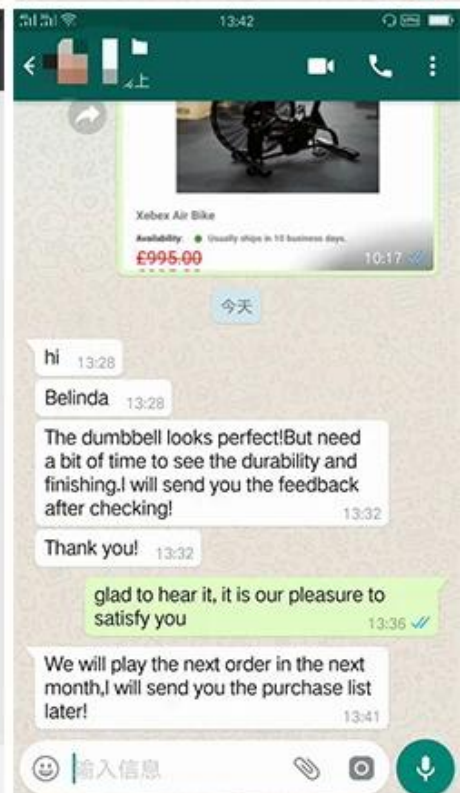 13:42
Xebex Air Bike
Availability: Usually ships in 10 business days.
£995.00
10:17
今天
hi 13:28
Belinda 13:28
The dumbbell looks perfect!But need
a bit of time to see the durability and
finishing.I will send you the feedback
after checking!
13:32
Thank you! 13:32
glad to hear it, it is our pleasure to
satisfy you
13:36
We will play the next order in the next
month,I will send you the purchase list
later!
13:41
输入信息